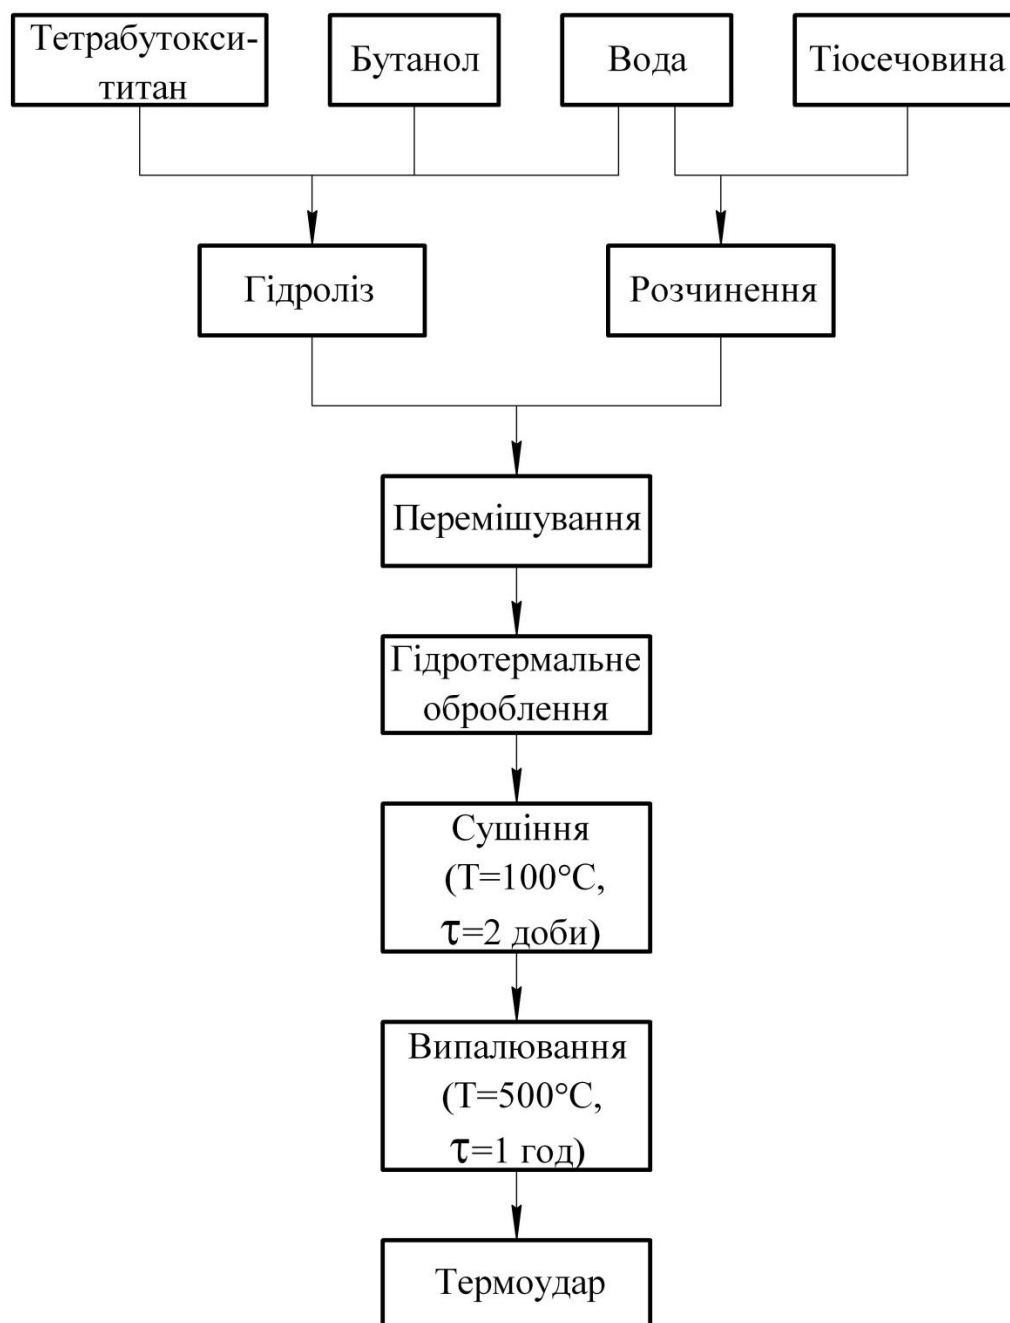 Тетрабутокси-
титан
Бутанол
Вода
Тіосечовина
Гідроліз
Розчинення
Перемішування
Гідротермальне
оброблення
Сушіння
(T=100°C,
τ=2 доби)
Випалювання
(T=500°C,
τ=1 год)
Термоудар